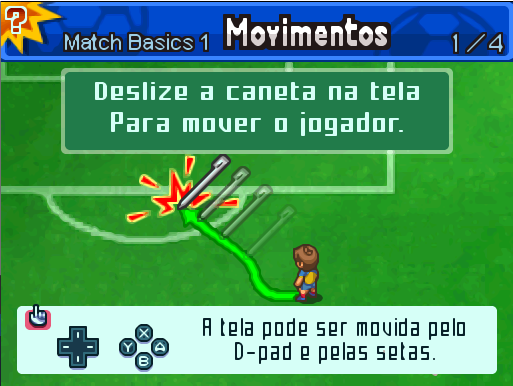 ?
Match Basics 1 Movimentos 1/4
Deslize a caneta na tela
Para mover o jogador.
X
Y A
B
A tela pode ser movida pelo
D-pad e pelas setas.